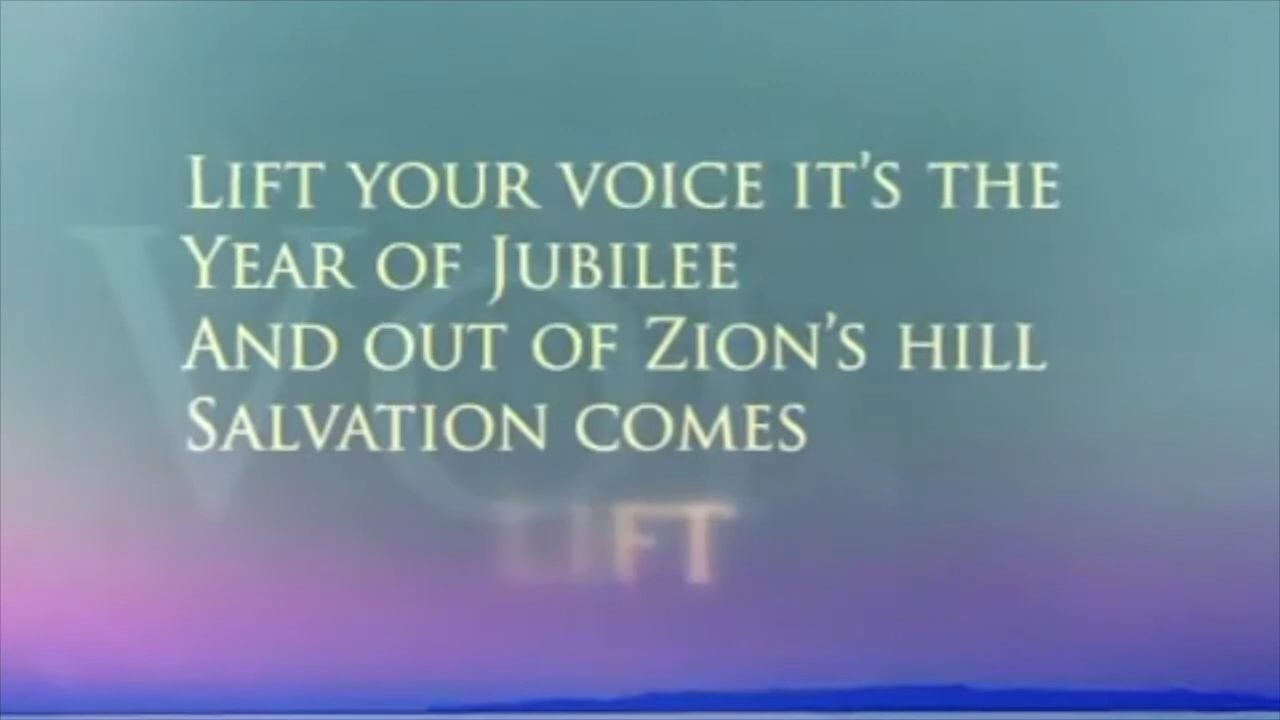 Lift your voice it's the
Year of Jubilee
And out of Zion's hill
Salvation comes
LIFT